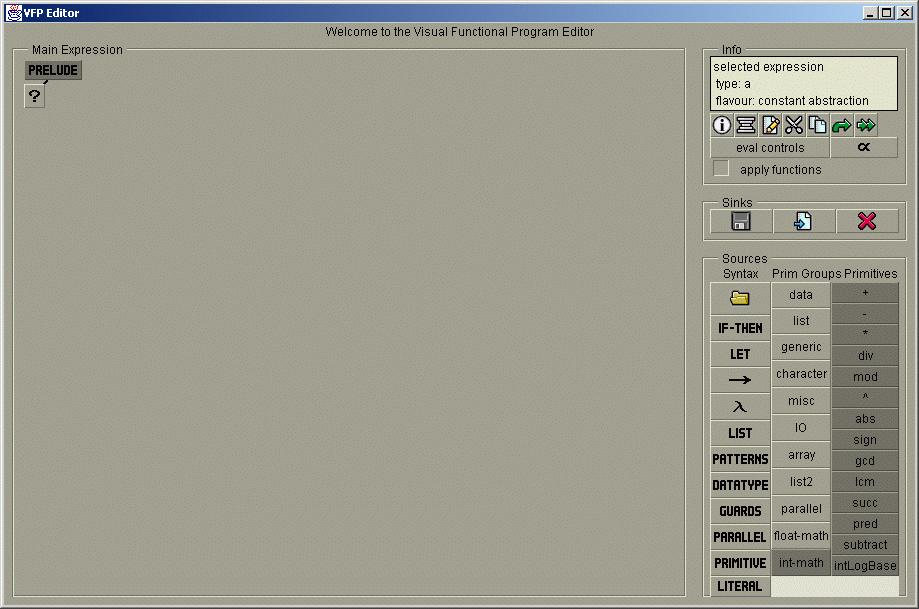 VFP Editor
Welcome to the Visual Functional Program Editor
Main Expression
PRELUDE
?
Info
selected expression
type: a
flavour: constant abstraction
eval controls
∝
apply functions
Sinks
Sources
Syntax
IF-THEN
LET
→
λ
LIST
PATTERNS
DATATYPE
GUARDS
PARALLEL
PRIMITIVE
LITERAL
Prim Groups
data
list
generic
character
misc
IO
array
list2
parallel
float-math
int-math
Primitives
+
-
*
div
mod
^
abs
sign
gcd
lcm
succ
pred
subtract
intLogBase